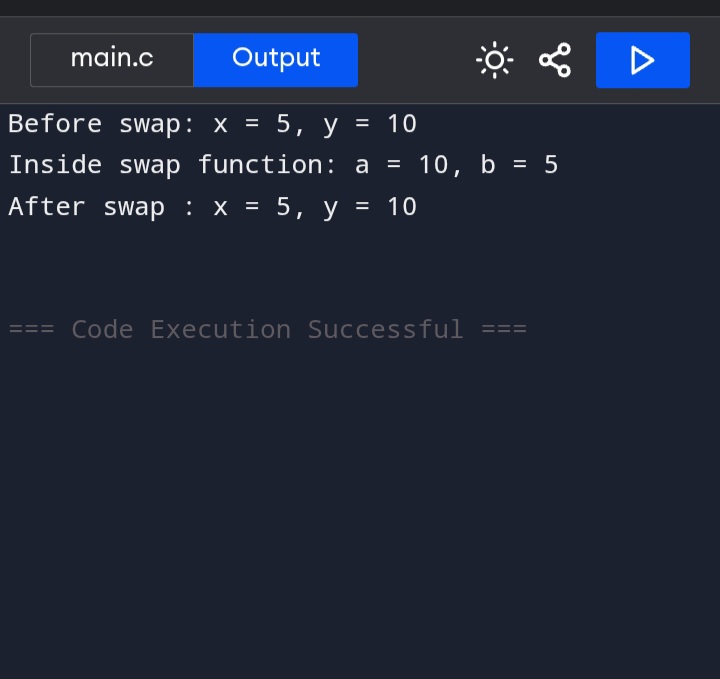 main.c Output
Before swap: x = 5, y = 10
Inside swap function: a = 10, b = 5
After swap : x = 5, y = 10
=== Code Execution Successful ===